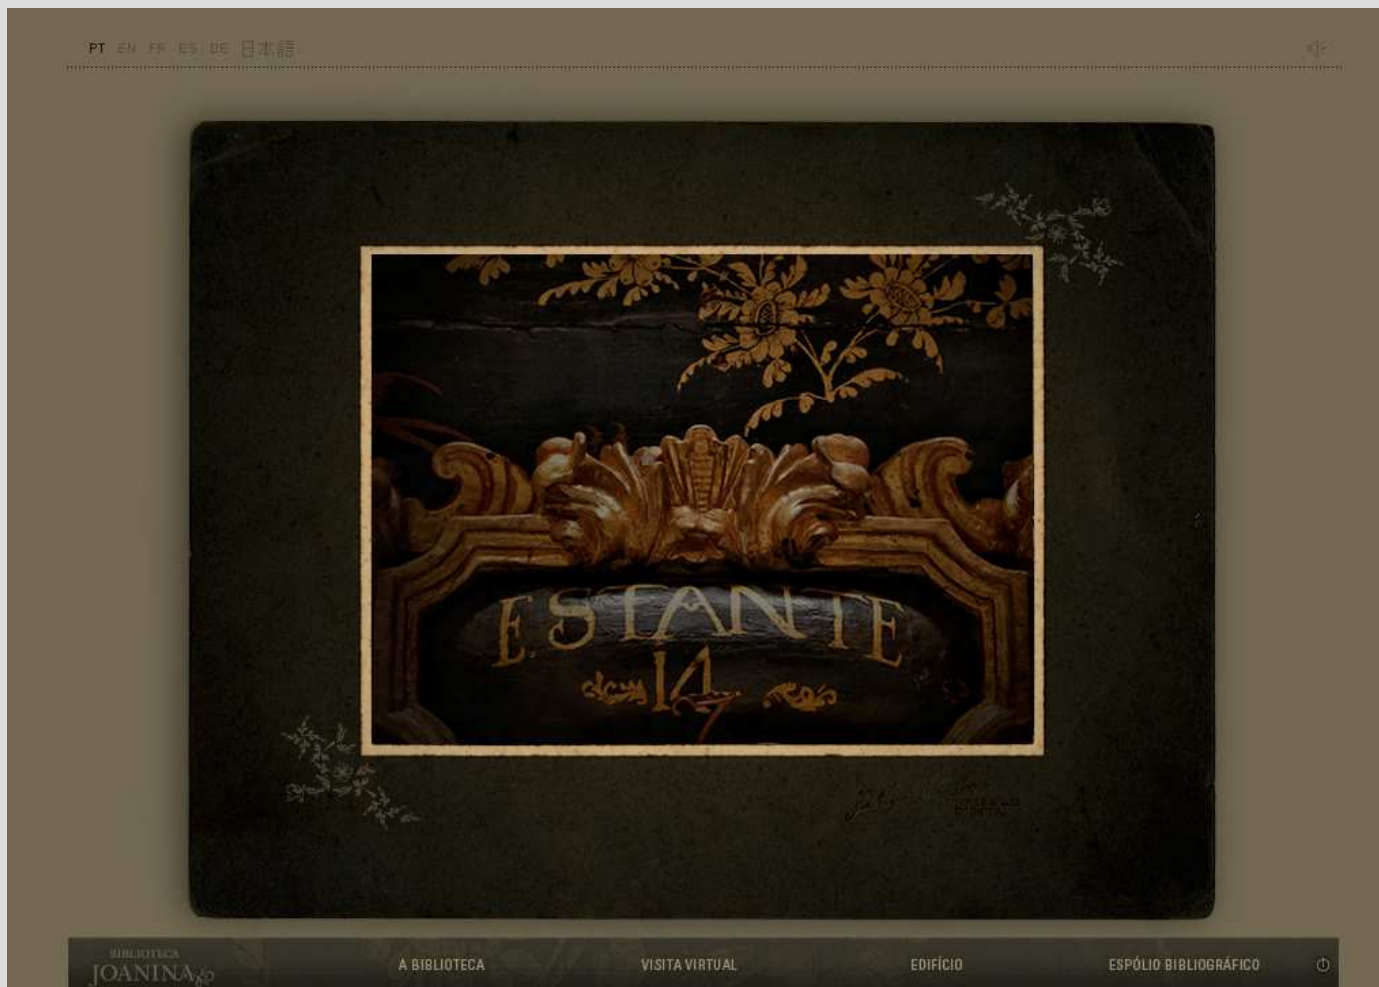 PT EN FR ES DE 日本語
ESTANTE
14
BIBLIOTECA
JOANINA
A BIBLIOTECA
VISITA VIRTUAL
EDIFÍCIO
ESPÓLIO BIBLIOGRÁFICO